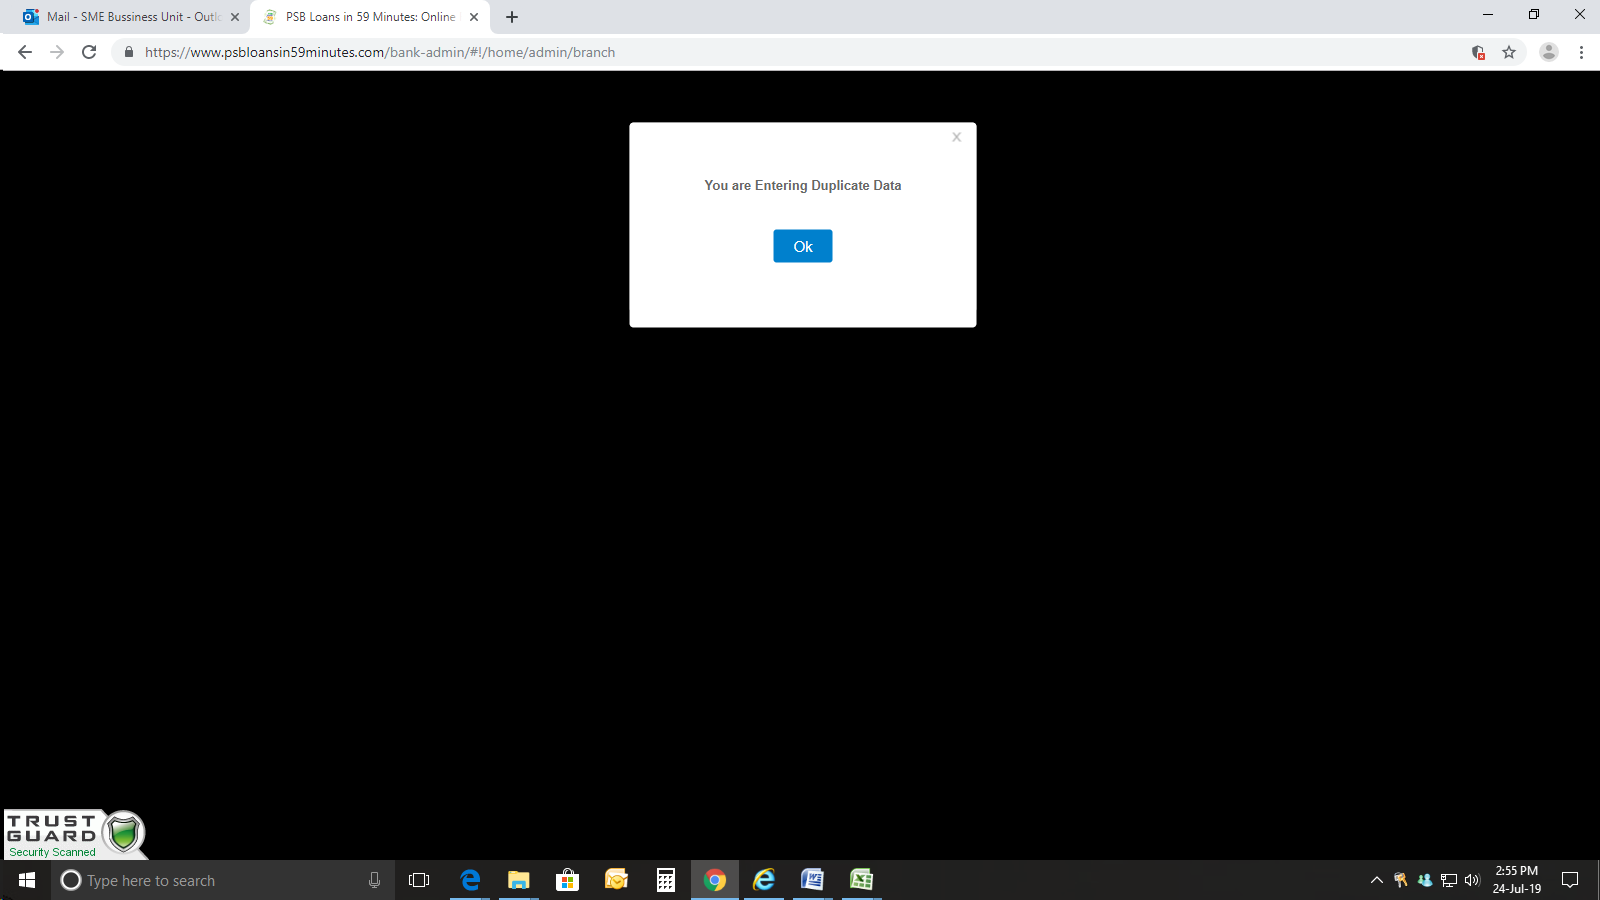 Mail - SME Bussiness Unit - Outl
PSB Loans in 59 Minutes: Online
https://www.psbloansin59minutes.com/bank-admin/#!/home/admin/branch
You are Entering Duplicate Data
Ok
TRUST
GUARD
Security Scanned
Type here to search
2:55 PM
24-Jul-19